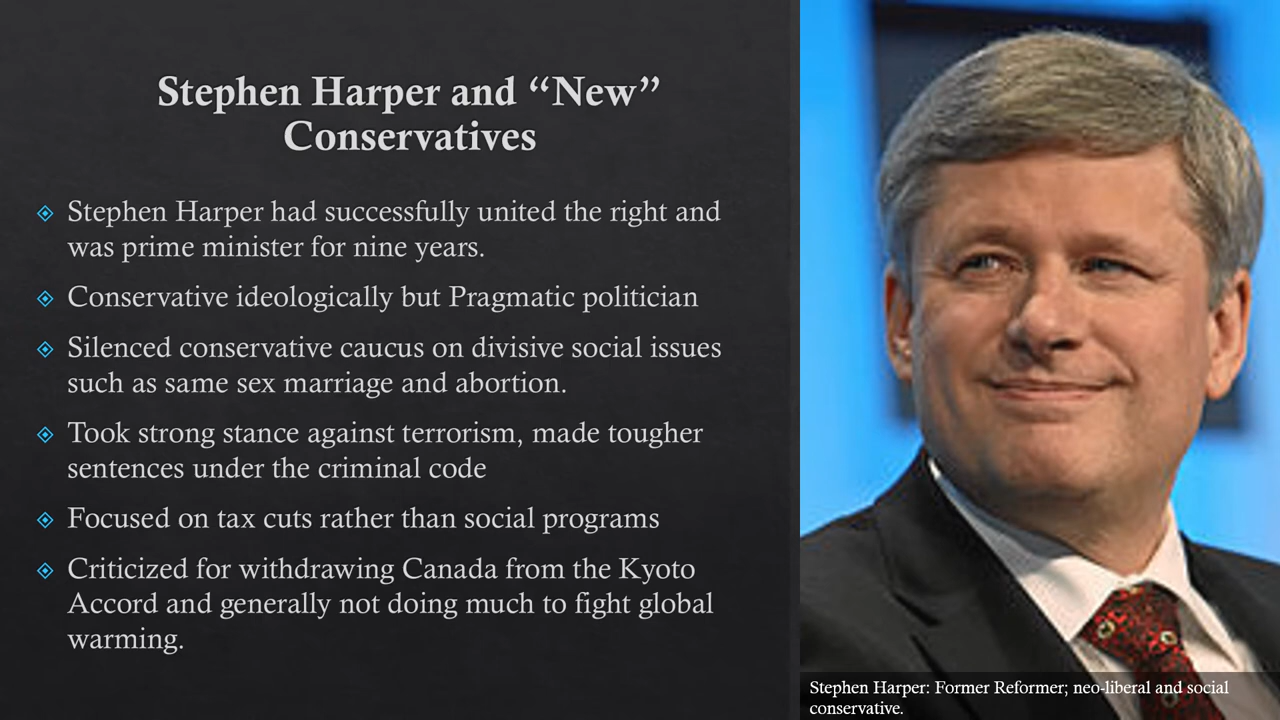 Stephen Harper and “New”
Conservatives
Stephen Harper had successfully united the right and
was prime minister for nine years.
Conservative ideologically but Pragmatic politician
Silenced conservative caucus on divisive social issues
such as same sex marriage and abortion.
Took strong stance against terrorism, made tougher
sentences under the criminal code
Focused on tax cuts rather than social programs
Criticized for withdrawing Canada from the Kyoto
Accord and generally not doing much to fight global
warming.
Stephen Harper: Former Reformer; neo-liberal and social
conservative.